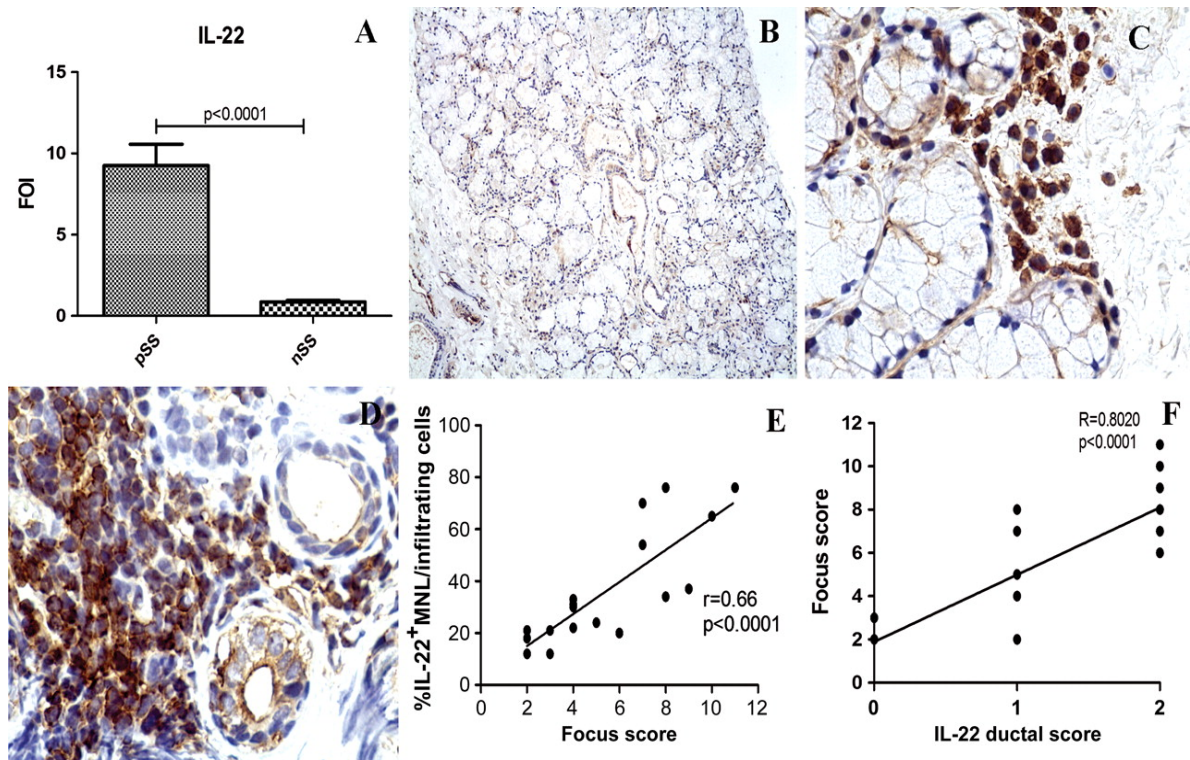 IL-22
A
15
10
5
0
FOI
p<0.0001
pSS
nSS
B
C
D
E
100
80
60
40
20
0
%IL-22+ MNL/infiltrating cells
r=0.66
p<0.0001
0 2 4 6 8 10 12
Focus score
F
R=0.8020
p<0.0001
12
10
8
6
4
2
0
Focus score
0 1 2
IL-22 ductal score